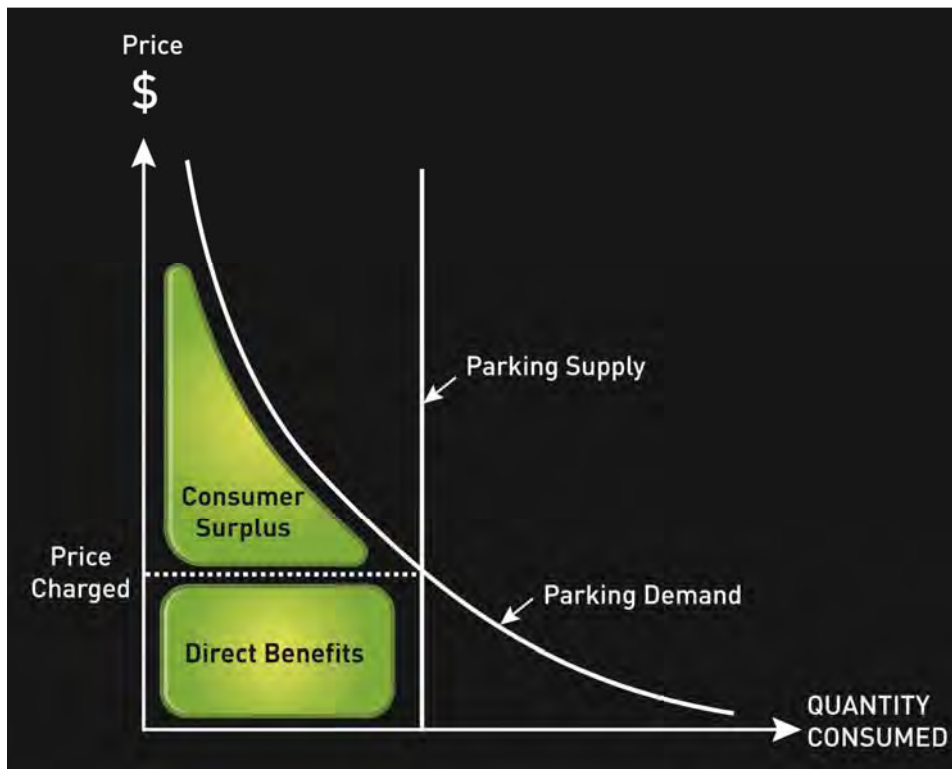 Price
$
Parking Supply
Consumer
Surplus
Price
Charged
Parking Demand
Direct Benefits
QUANTITY
CONSUMED